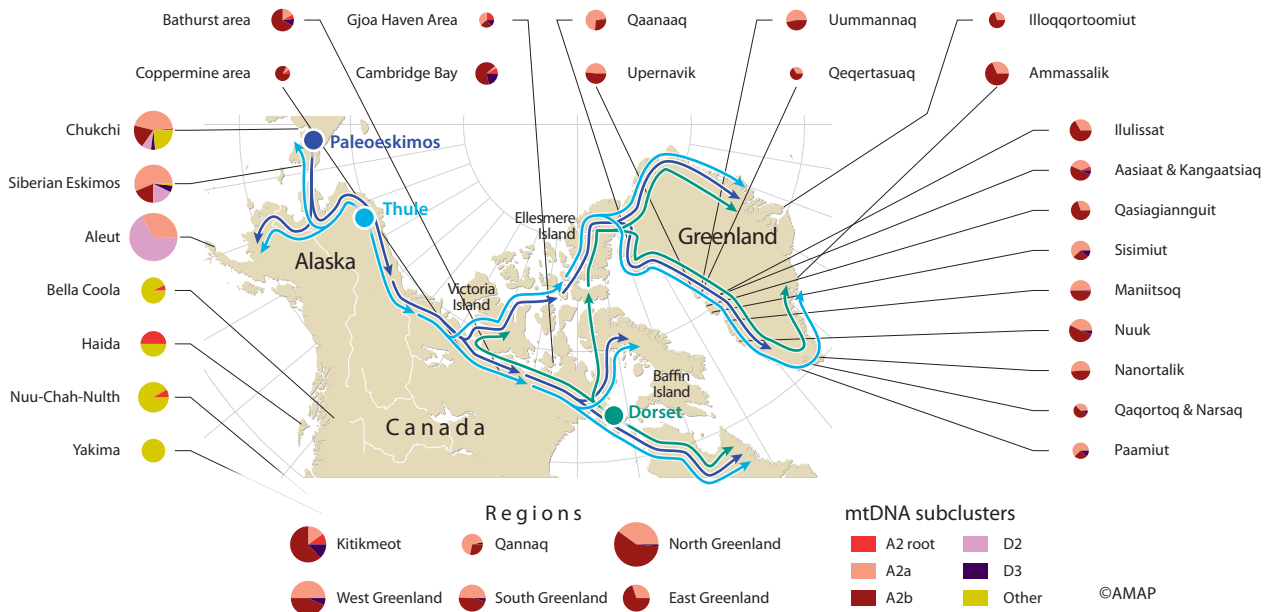 Bathurst area
Gjoa Haven Area
Qaanaaq
Uummannaq
Illoqqortoomiut
Coppermine area
Cambridge Bay
Upernavik
Qeqertasuaq
Ammassalik
Chukchi
Siberian Eskimos
Aleut
Bella Coola
Haida
Nuu-Chah-Nulth
Yakima
Paleoeskimos
Thule
Alaska
Victoria
Island
Ellesmere
Island
Greenland
Baffin
Island
Dorset
Canada
Ilulissat
Aasiaat & Kangaatsiaq
Qasiagiannguit
Sisimiut
Maniitsoq
Nuuk
Nanortalik
Qaqortoq & Narsaq
Paamiut
Regions
Kitikmeot
Qannaq
North Greenland
West Greenland
South Greenland
East Greenland
mtDNA subclusters
A2 root
D2
A2a
D3
A2b
Other
©AMAP